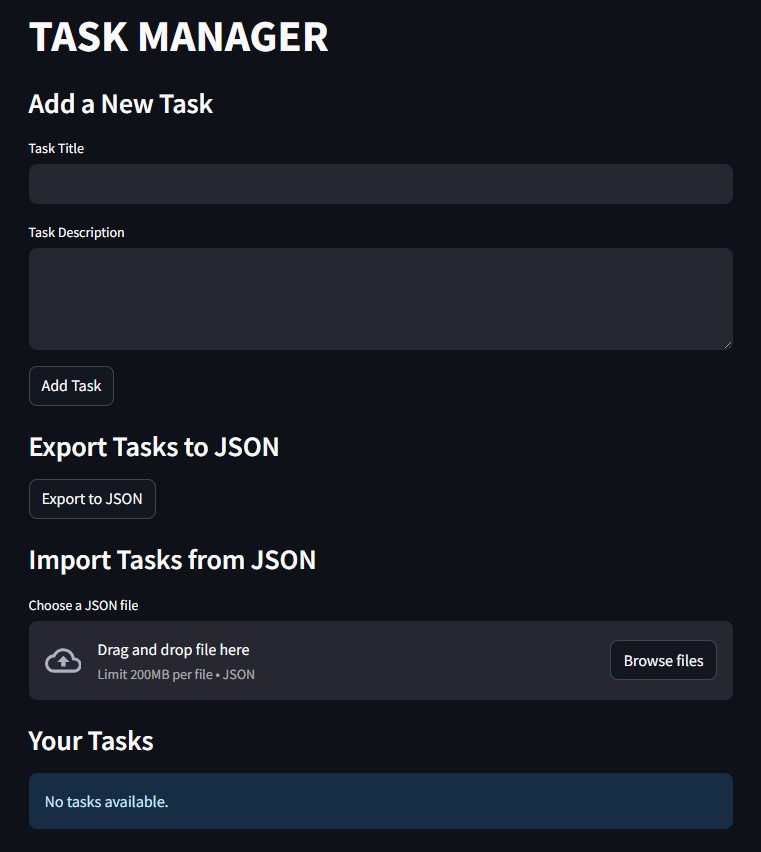 TASK MANAGER
Add a New Task
Task Title
Task Description
Add Task
Export Tasks to JSON
Export to JSON
Import Tasks from JSON
Choose a JSON file
Drag and drop file here
Limit 200MB per file • JSON
Browse files
Your Tasks
No tasks available.